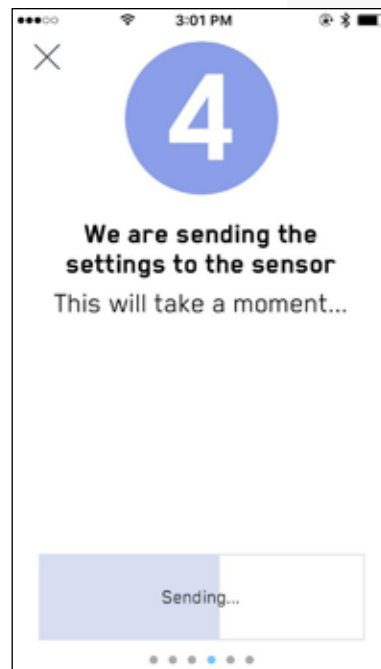 3:01 PM
4
We are sending the
settings to the sensor
This will take a moment...
Sending...